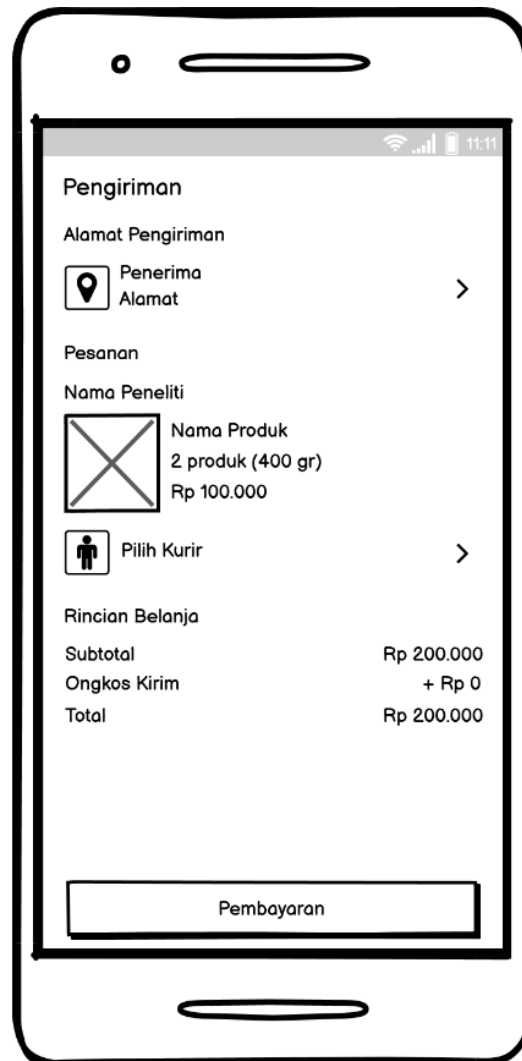 11:11
Pengiriman
Alamat Pengiriman
Penerima
Alamat
Pesanan
Nama Peneliti
Nama Produk
2 produk (400 gr)
Rp 100.000
Pilih Kurir
Rincian Belanja
Subtotal Rp 200.000
Ongkos Kirim + Rp 0
Total Rp 200.000
Pembayaran